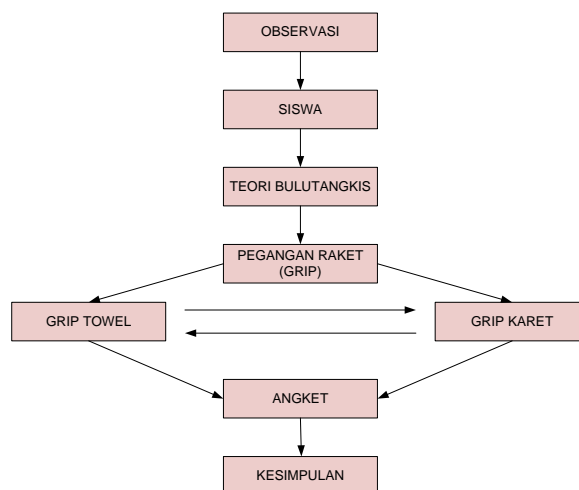 OBSERVASI
SISWA
TEORI BULUTANGKIS
PEGANGAN RAKET
(GRIP)
GRIP TOWEL
GRIP KARET
ANGKET
KESIMPULAN